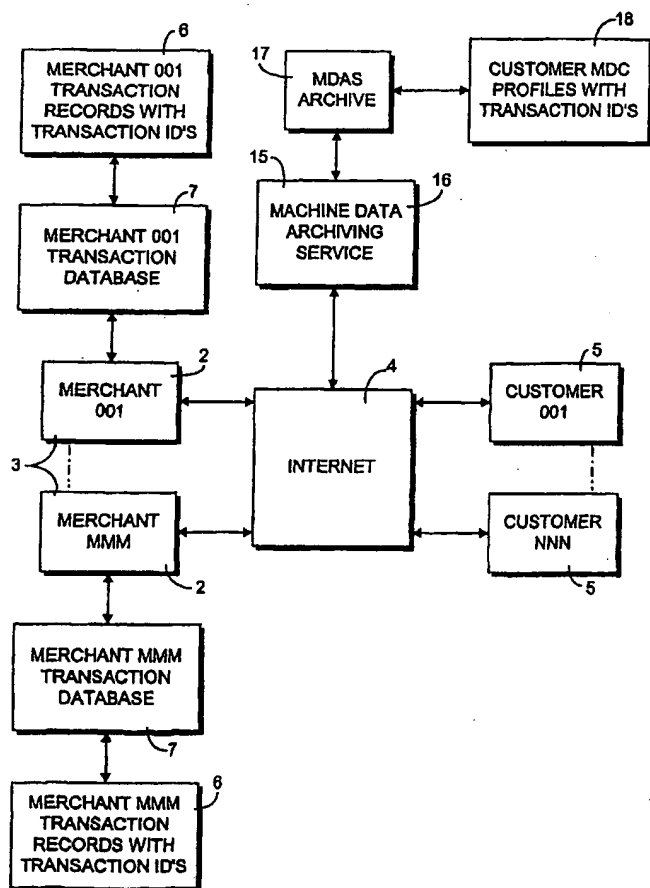 6
MERCHANT 001
TRANSACTION
RECORDS WITH
TRANSACTION ID'S
7
MERCHANT 001
TRANSACTION
DATABASE
2
MERCHANT
001
3
MERCHANT
MMM
2
MERCHANT MMM
TRANSACTION
DATABASE
7
6
MERCHANT MMM
TRANSACTION
RECORDS WITH
TRANSACTION ID'S
17
MDAS
ARCHIVE
18
CUSTOMER MDC
PROFILES WITH
TRANSACTION ID'S
15
16
MACHINE DATA
ARCHIVING
SERVICE
4
INTERNET
5
CUSTOMER
001
CUSTOMER
NNN
5